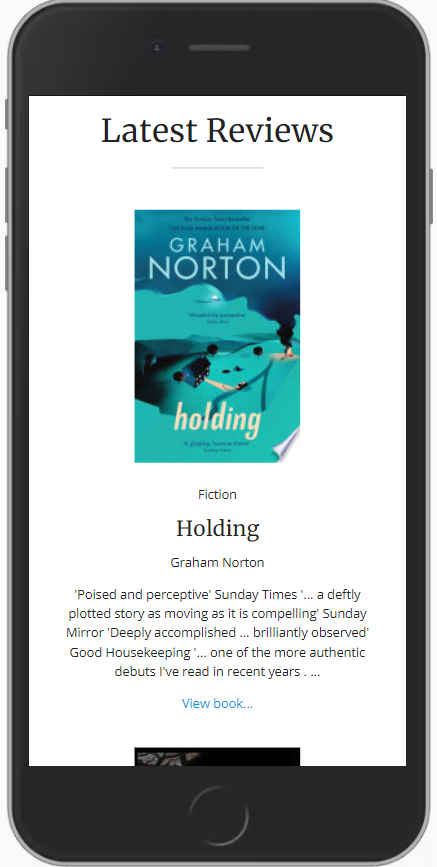 Latest Reviews
GRAHAM
NORTON
'Wonderfully perceptive'
holding
Fiction
Holding
Graham Norton
'Poised and perceptive' Sunday Times '... a deftly
plotted story as moving as it is compelling' Sunday
Mirror 'Deeply accomplished ... brilliantly observed'
Good Housekeeping '... one of the more authentic
debuts I've read in recent years . ...
View book...